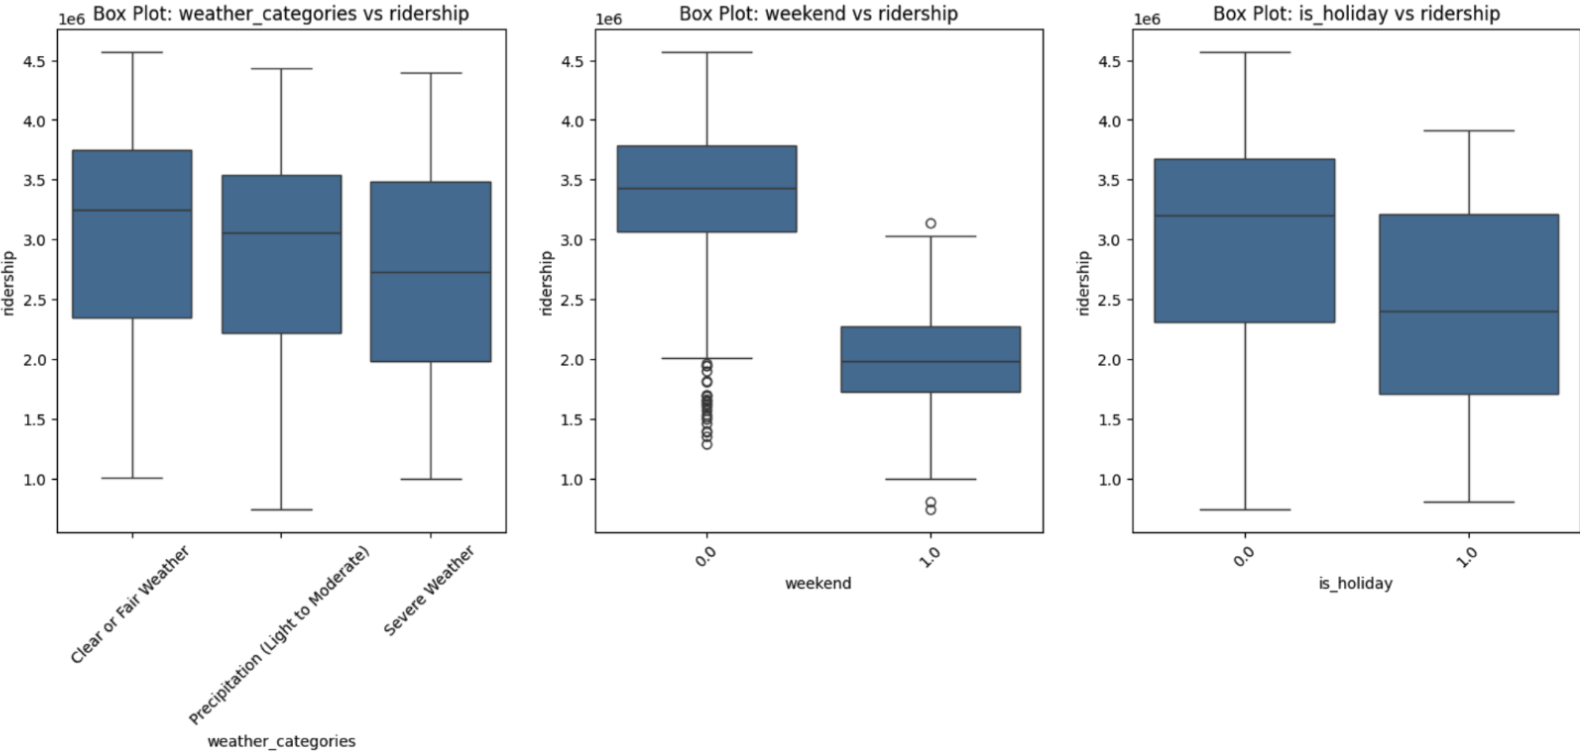 Box Plot: weather_categories vs ridership
1e6
4.5
4.0
3.5
3.0
2.5
2.0
1.5
1.0
ridership
Clear or Fair Weather
Precipitation (Light to Moderate)
Severe Weather
weather_categories
Box Plot: weekend vs ridership
1e6
4.5
4.0
3.5
3.0
2.5
2.0
1.5
1.0
ridership
0.0
1.0
weekend
Box Plot: is_holiday vs ridership
1e6
4.5
4.0
3.5
3.0
2.5
2.0
1.5
1.0
ridership
0.0
1.0
is_holiday